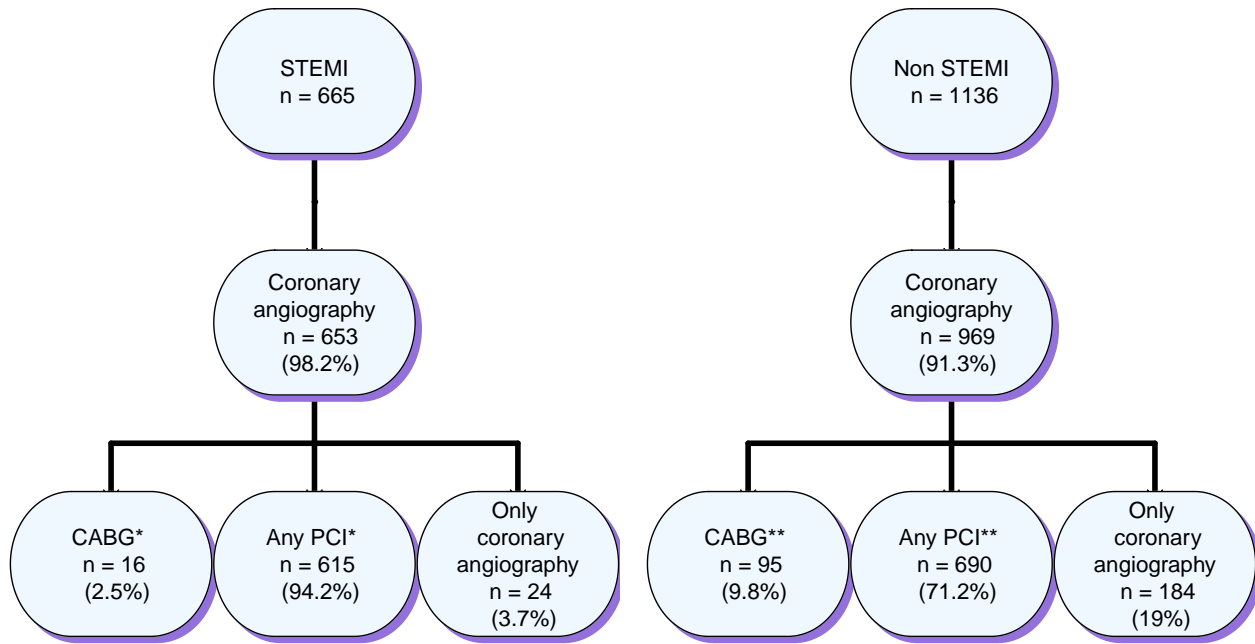 STEMI
n = 665
Non STEMI
n = 1136
Coronary
angiography
n = 653
(98.2%)
Coronary
angiography
n = 969
(91.3%)
CABG*
n = 16
(2.5%)
Any PCI*
n = 615
(94.2%)
Only
coronary
angiography
n = 24
(3.7%)
CABG**
n = 95
(9.8%)
Any PCI**
n = 690
(71.2%)
Only
coronary
angiography
n = 184
(19%)